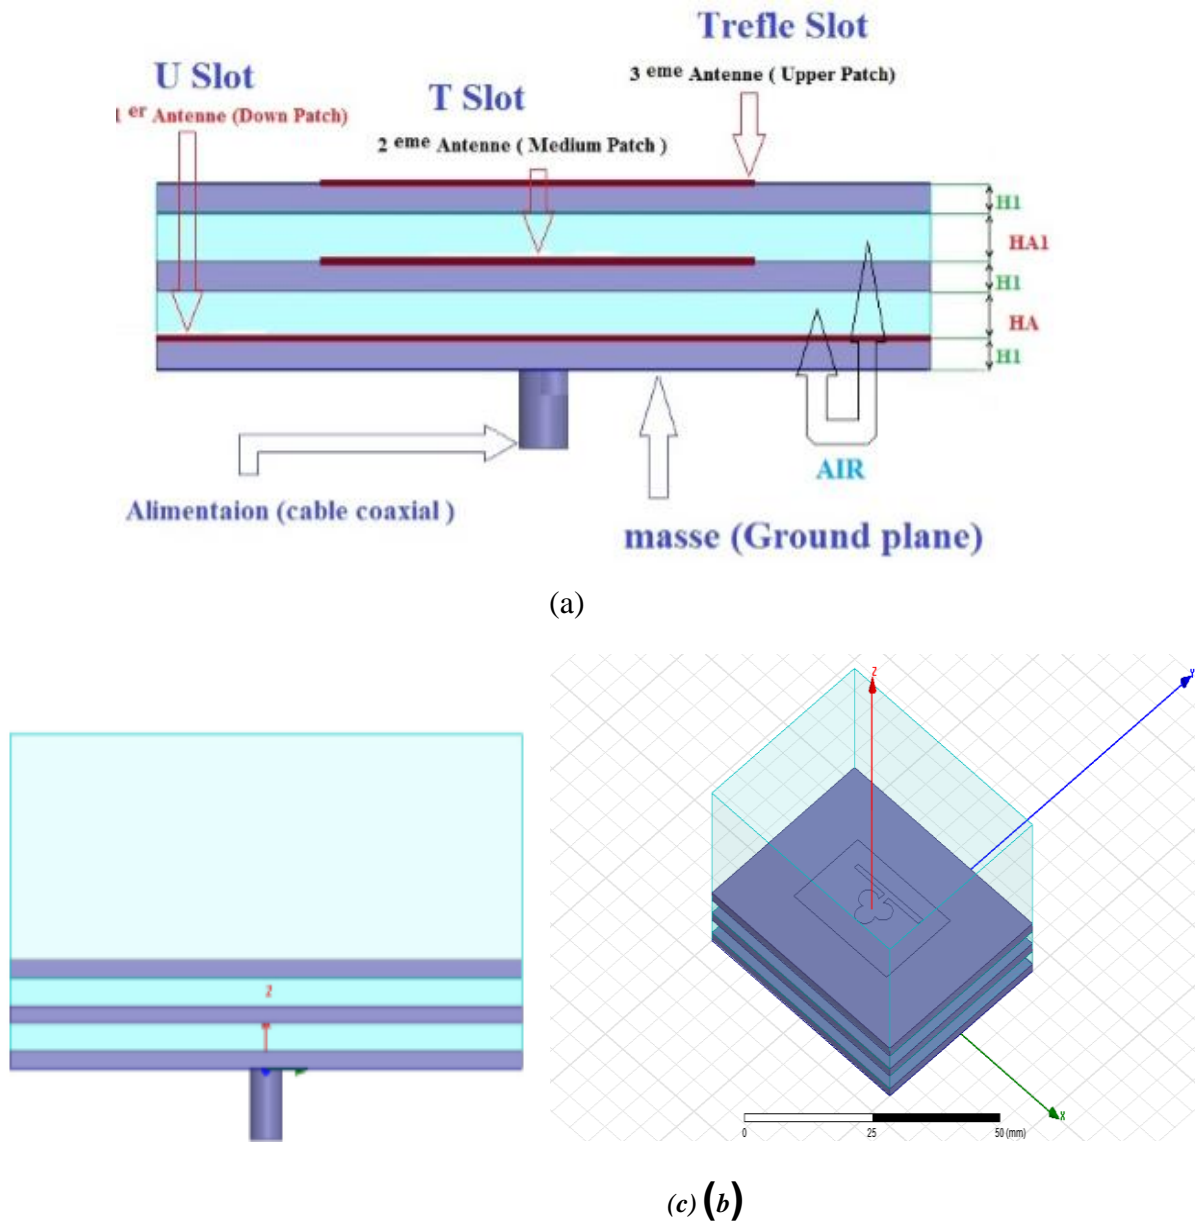 Trefle Slot
3 eme Antenne ( Upper Patch)
U Slot
1 er Antenne (Down Patch)
T Slot
2 eme Antenne ( Medium Patch )
H1
HA1
H1
HA
H1
AIR
Alimentaion (cable coaxial )
masse (Ground plane)
(a)
Z
Z
Y
X
0 25 50 (mm)
(c) (b)